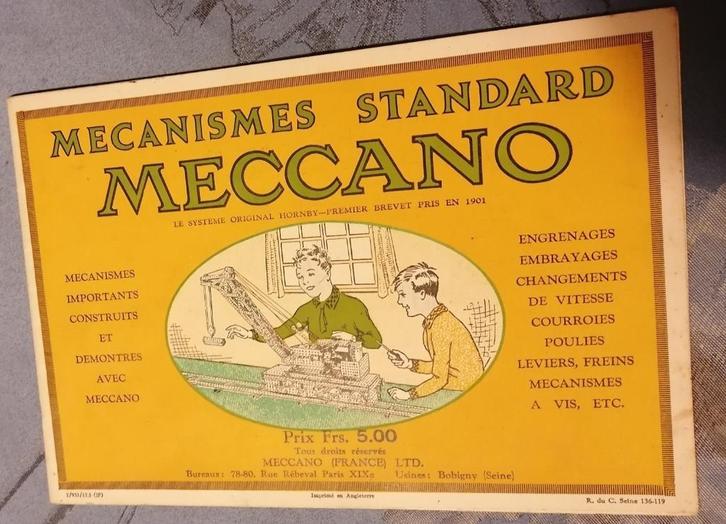 MECANISMES STANDARD
MECCANO
LE SYSTEME ORIGINAL HORNBY—PREMIER BREVET PRIS EN 1901
MECANISMES
IMPORTANTS
CONSTRUITS
ET
DEMONTRES
AVEC
MECCANO
ENGRENAGES
EMBRAYAGES
CHANGEMENTS
DE VITESSE
COURROIES
POULIES
LEVIERS, FREINS
MECANISMES
A VIS, ETC.
Prix Frs. 5.00
Tous droits réservés
MECCANO (FRANCE) LTD.
Bureaux: 78-80, Rue Rébeval Paris XIXe Usines: Bobigny (Seine)
Imprimé en Angleterre
R. du C. Seine 136-119